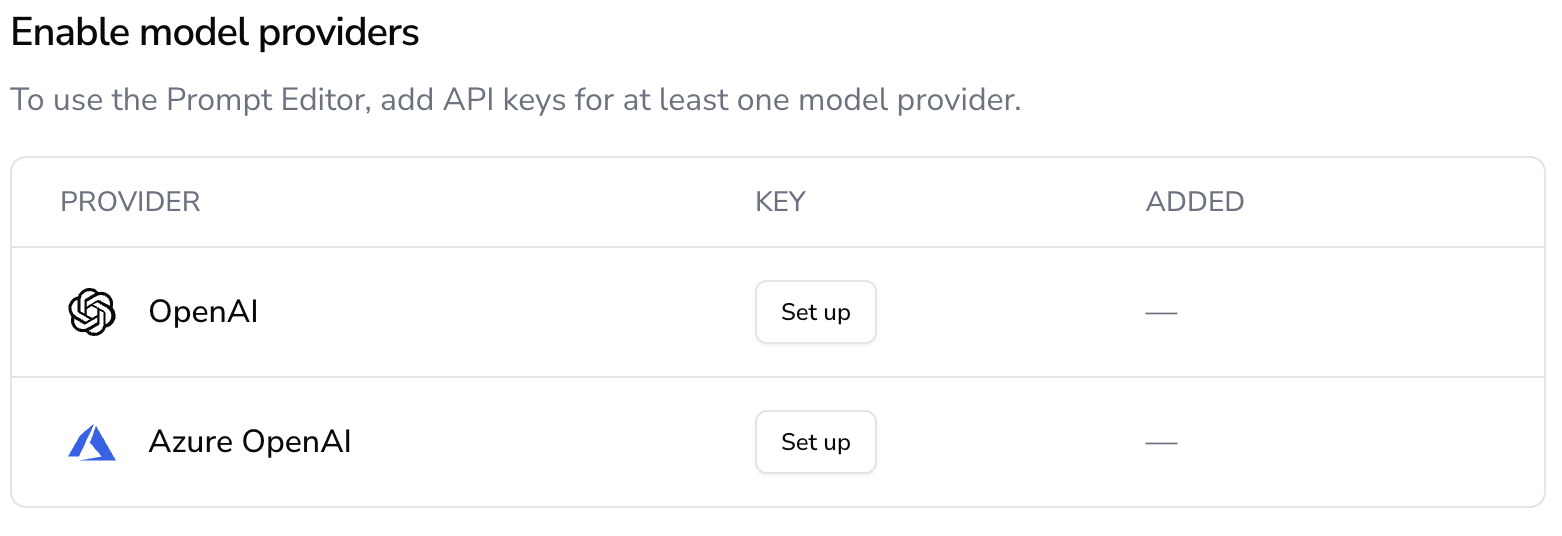 Enable model providers
To use the Prompt Editor, add API keys for at least one model provider.
PROVIDER KEY ADDED
OpenAI Set up —
Azure OpenAI Set up —